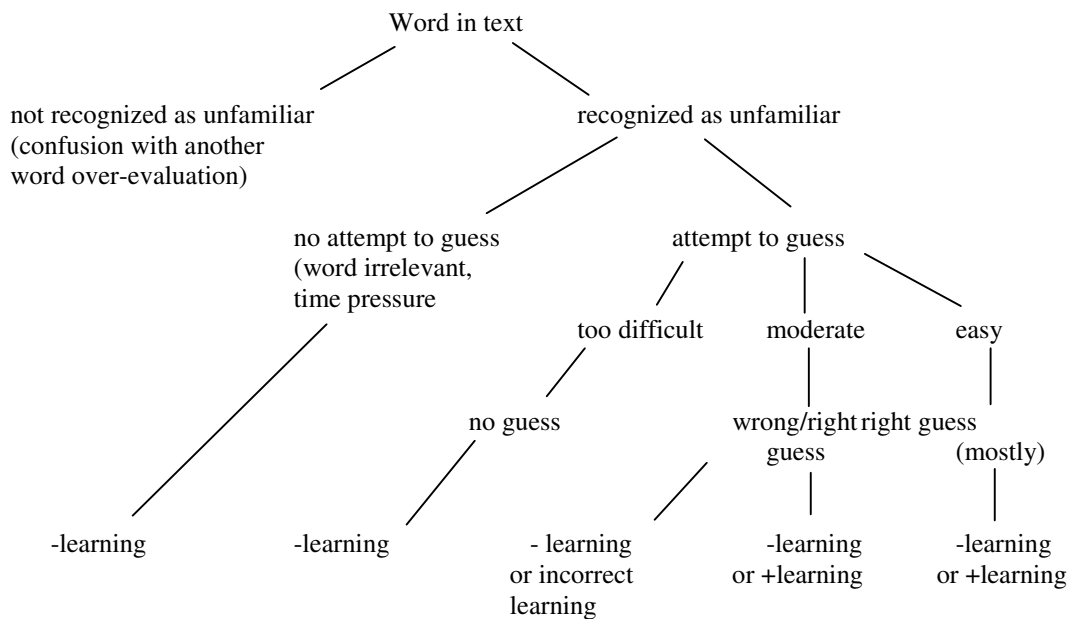 Word in text
not recognized as unfamiliar
(confusion with another
word over-evaluation)
recognized as unfamiliar
no attempt to guess
(word irrelevant,
time pressure
attempt to guess
too difficult
moderate
easy
no guess
wrong/right
guess
right guess
(mostly)
-learning
-learning
- learning
or incorrect
learning
-learning
or +learning
-learning
or +learning